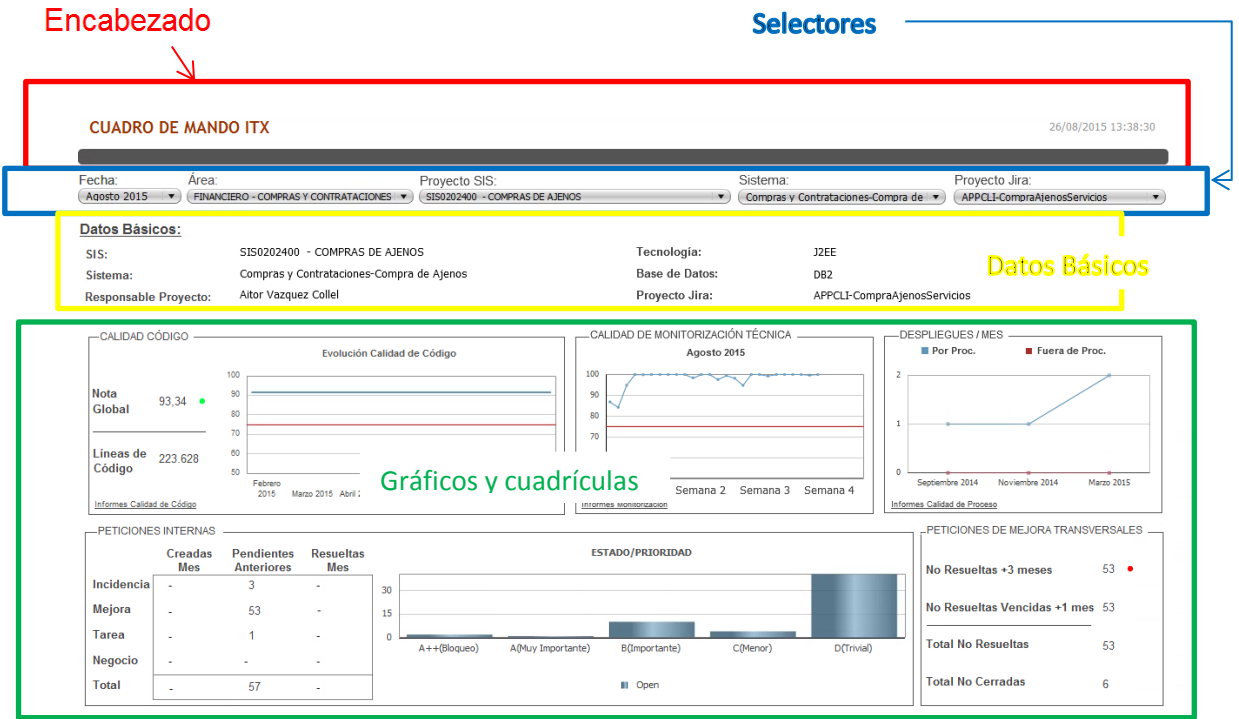 Encabezado
Selectores
CUADRO DE MANDO ITX
26/08/2015 13:38:30
Fecha: Área: Proyecto SIS: Sistema: Proyecto Jira:
Agosto 2015 FINANCIERO - COMPRAS Y CONTRATACIONES SIS0202400 - COMPRAS DE AJENOS Compras y Contrataciones-Compra de APPCLI-CompraAjenosServicios
Datos Básicos:
SIS: SIS0202400 - COMPRAS DE AJENOS Tecnología: J2EE
Sistema: Compras y Contrataciones-Compra de Ajenos Base de Datos: DB2
Responsable Proyecto: Aitor Vazquez Collel Proyecto Jira: APPCLI-CompraAjenosServicios
Datos Básicos
CALIDAD CÓDIGO
Evolución Calidad de Código
Nota Global 93,34
Líneas de Código 223.628
100
90
80
70
60
50
Febrero 2015 Marzo 2015 Abril
Informes Calidad de Código
CALIDAD DE MONITORIZACIÓN TÉCNICA
Agosto 2015
100
90
80
70
Semana 2 Semana 3 Semana 4
Informes Monitorización
DESPLIEGUES / MES
Por Proc. Fuera de Proc.
2
1
0
Septiembre 2014 Noviembre 2014 Marzo 2015
Informes Calidad de Proceso
Gráficos y cuadrículas
PETICIONES INTERNAS
Creadas Mes Pendientes Anteriores Resueltas Mes
Incidencia - 3 -
Mejora - 53 -
Tarea - 1 -
Negocio - - -
Total - 57 -
ESTADO/PRIORIDAD
30
15
0
A++(Bloqueo) A(Muy Importante) B(Importante) C(Menor) D(Trivial)
Open
PETICIONES DE MEJORA TRANSVERSALES
No Resueltas +3 meses 53
No Resueltas Vencidas +1 mes 53
Total No Resueltas 53
Total No Cerradas 6